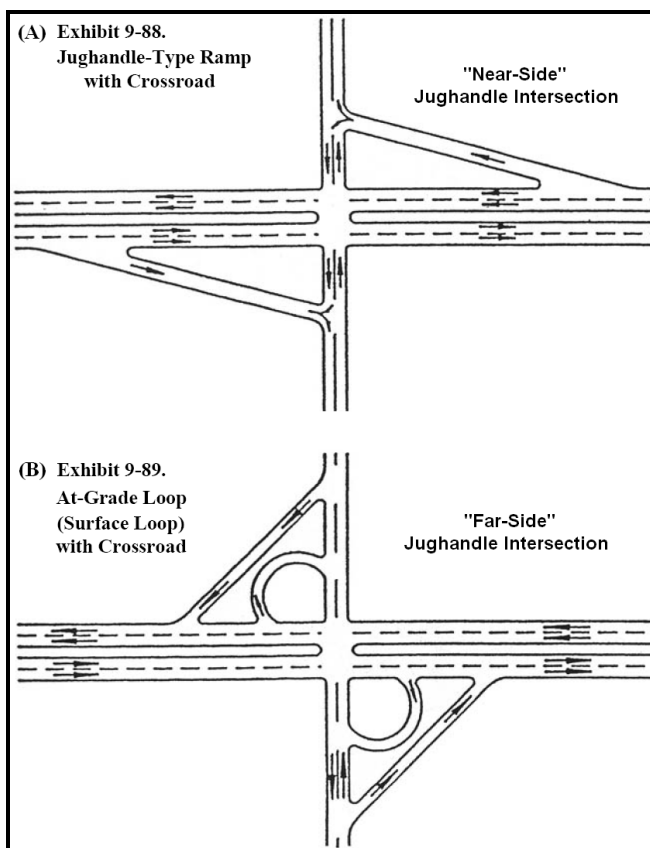 (A) Exhibit 9-88.
Jughandle-Type Ramp
with Crossroad
"Near-Side"
Jughandle Intersection
(B) Exhibit 9-89.
At-Grade Loop
(Surface Loop)
with Crossroad
"Far-Side"
Jughandle Intersection